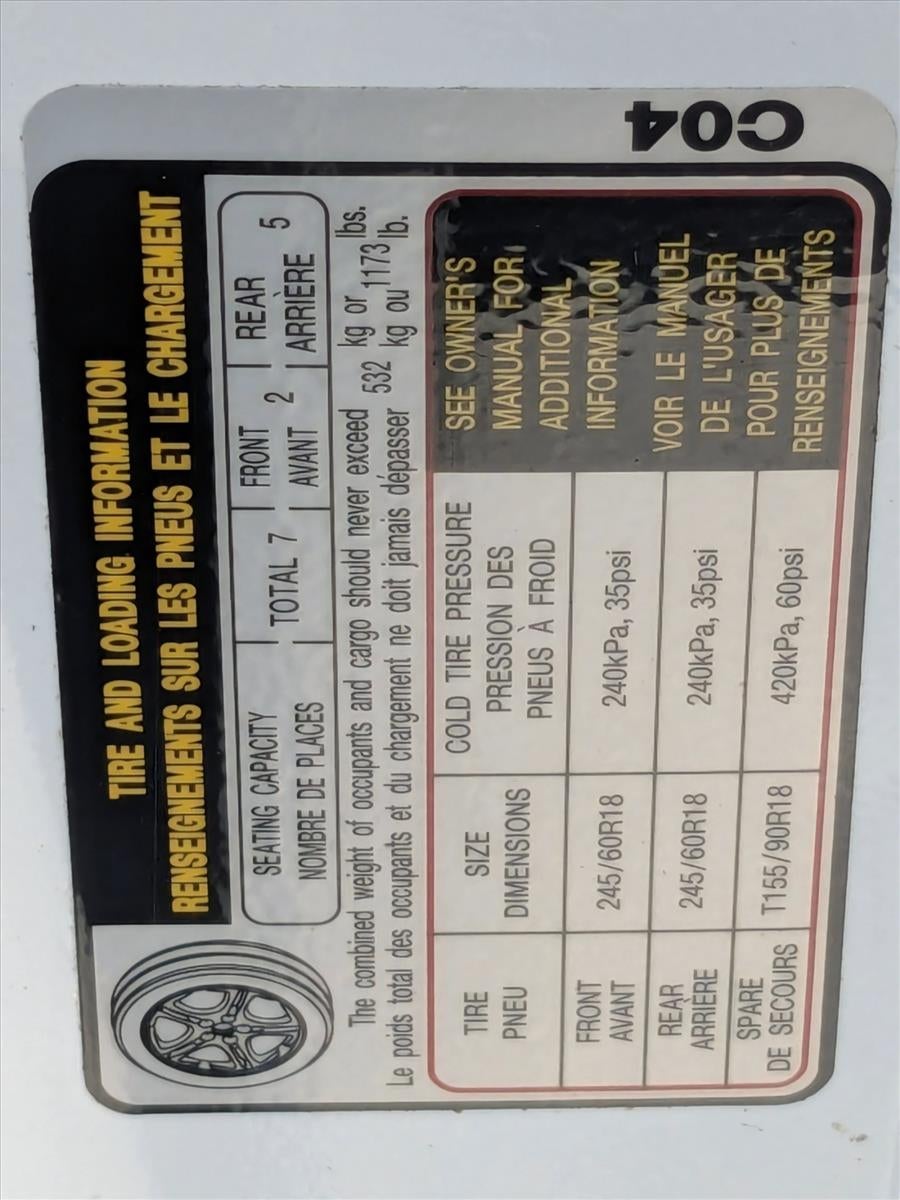 TIRE AND LOADING INFORMATION
RENSEIGNEMENTS SUR LES PNEUS ET LE CHARGEMENT
SEATING CAPACITY TOTAL 7 FRONT 2 REAR 5
NOMBRE DE PLACES AVANT ARRIÈRE
The combined weight of occupants and cargo should never exceed 532 kg or 1173 lbs.
Le poids total des occupants et du chargement ne doit jamais dépasser kg ou lb.
TIRE SIZE COLD TIRE PRESSURE
PNEU DIMENSIONS PRESSION DES
PNEUS À FROID
FRONT 245/60R18 240kPa, 35psi
AVANT
REAR 245/60R18 240kPa, 35psi
ARRIÈRE
SPARE T155/90R18 420kPa, 60psi
DE SECOURS
SEE OWNER'S
MANUAL FOR
ADDITIONAL
INFORMATION
VOIR LE MANUEL
DE L'USAGER
POUR PLUS DE
RENSEIGNEMENTS
C04